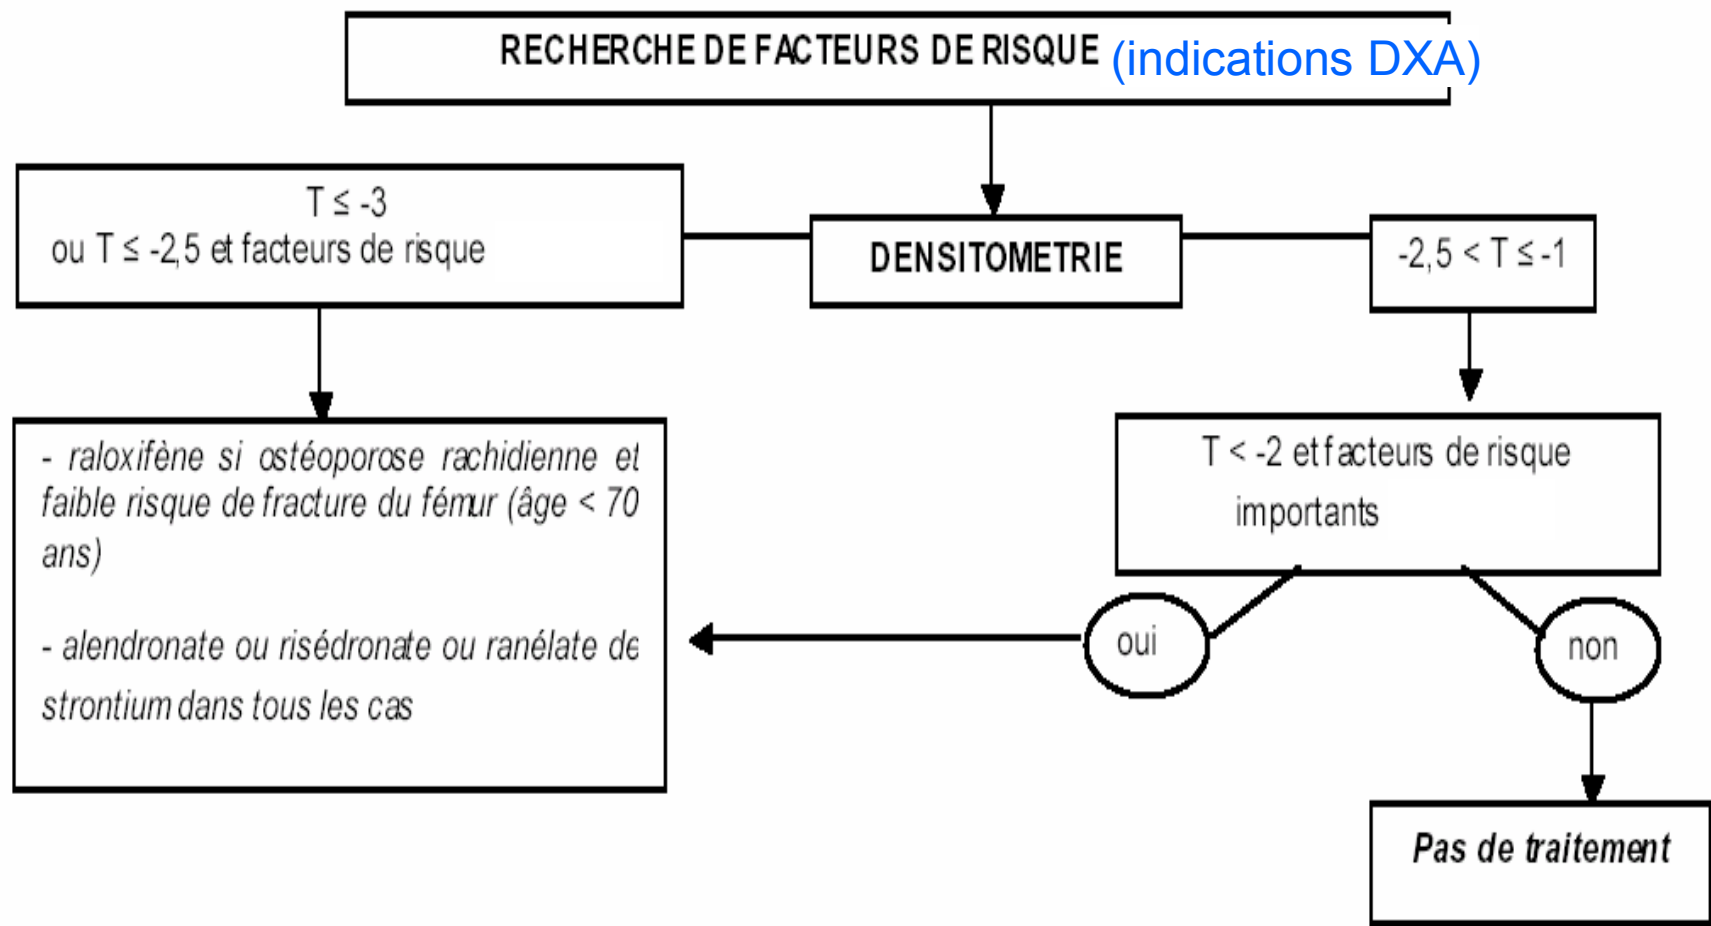 RECHERCHE DE FACTEURS DE RISQUE (indications DXA)
T ≤ -3
ou T ≤ -2,5 et facteurs de risque
DENSITOMETRIE
-2,5 < T ≤ -1
- raloxifène si ostéoporose rachidienne et
faible risque de fracture du fémur (âge < 70
ans)
- alendronate ou risédronate ou ranélate de
strontium dans tous les cas
T < -2 et facteurs de risque
importants
oui
non
Pas de traitement